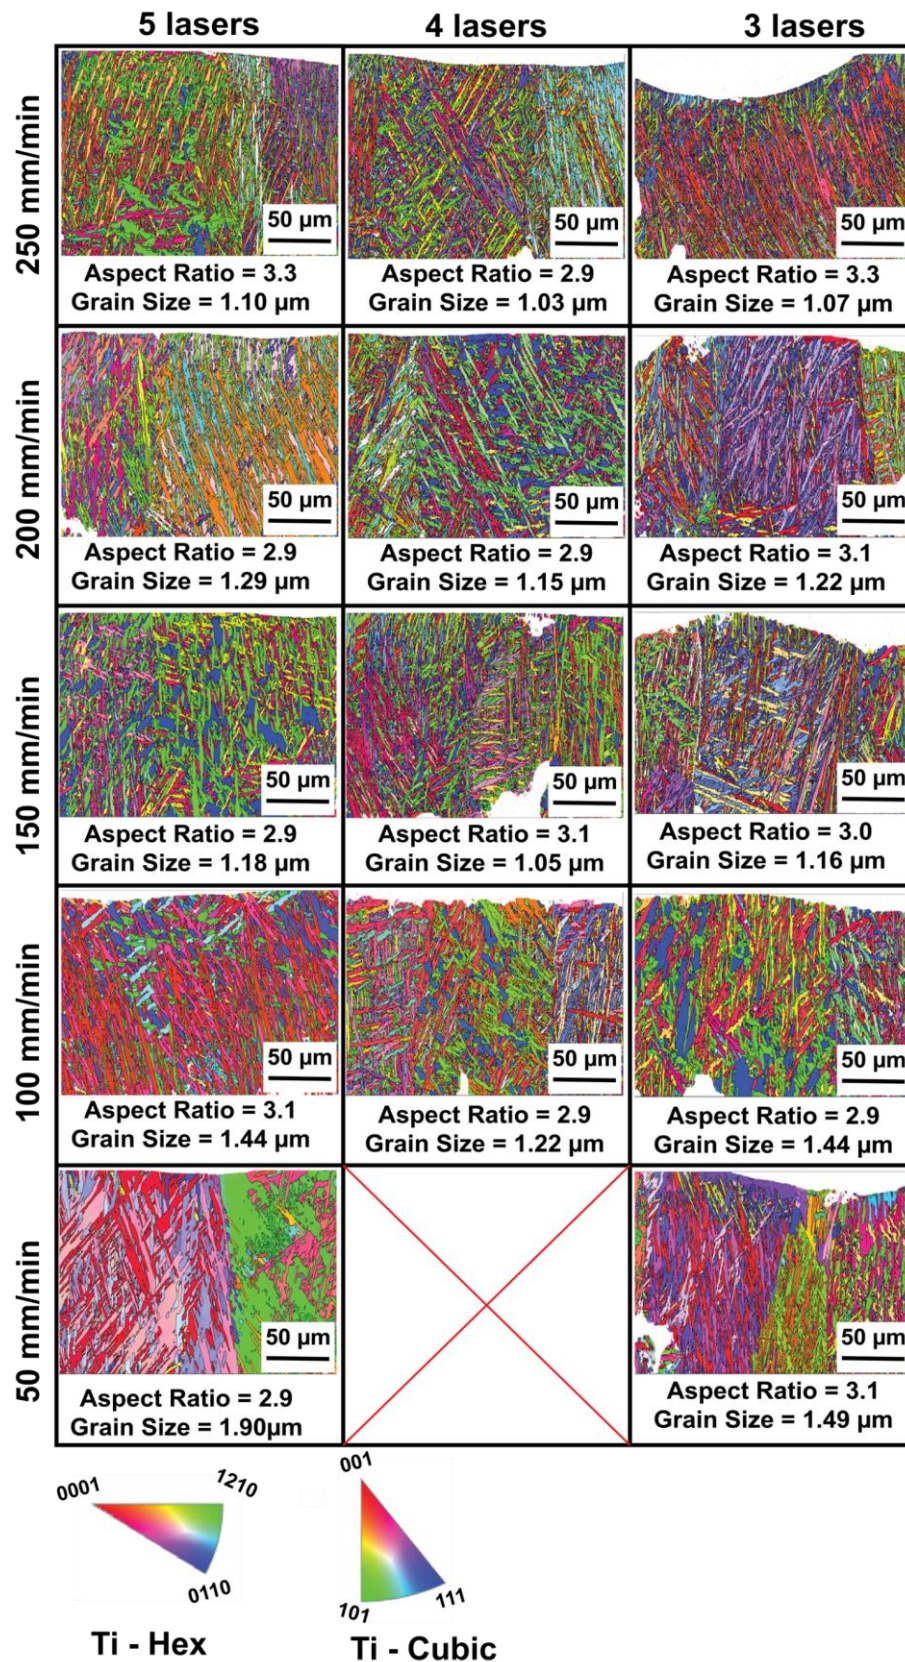 5 lasers 4 lasers 3 lasers
250 mm/min
50 µm 50 µm 50 µm
Aspect Ratio = 3.3 Aspect Ratio = 2.9 Aspect Ratio = 3.3
Grain Size = 1.10 µm Grain Size = 1.03 µm Grain Size = 1.07 µm
200 mm/min
50 µm 50 µm 50 µm
Aspect Ratio = 2.9 Aspect Ratio = 2.9 Aspect Ratio = 3.1
Grain Size = 1.29 µm Grain Size = 1.15 µm Grain Size = 1.22 µm
150 mm/min
50 µm 50 µm 50 µm
Aspect Ratio = 2.9 Aspect Ratio = 3.1 Aspect Ratio = 3.0
Grain Size = 1.18 µm Grain Size = 1.05 µm Grain Size = 1.16 µm
100 mm/min
50 µm 50 µm 50 µm
Aspect Ratio = 3.1 Aspect Ratio = 2.9 Aspect Ratio = 2.9
Grain Size = 1.44 µm Grain Size = 1.22 µm Grain Size = 1.44 µm
50 mm/min
50 µm 50 µm
Aspect Ratio = 2.9 Aspect Ratio = 3.1
Grain Size = 1.90µm Grain Size = 1.49 µm
0001 1210 001
0110 101 111
Ti - Hex Ti - Cubic